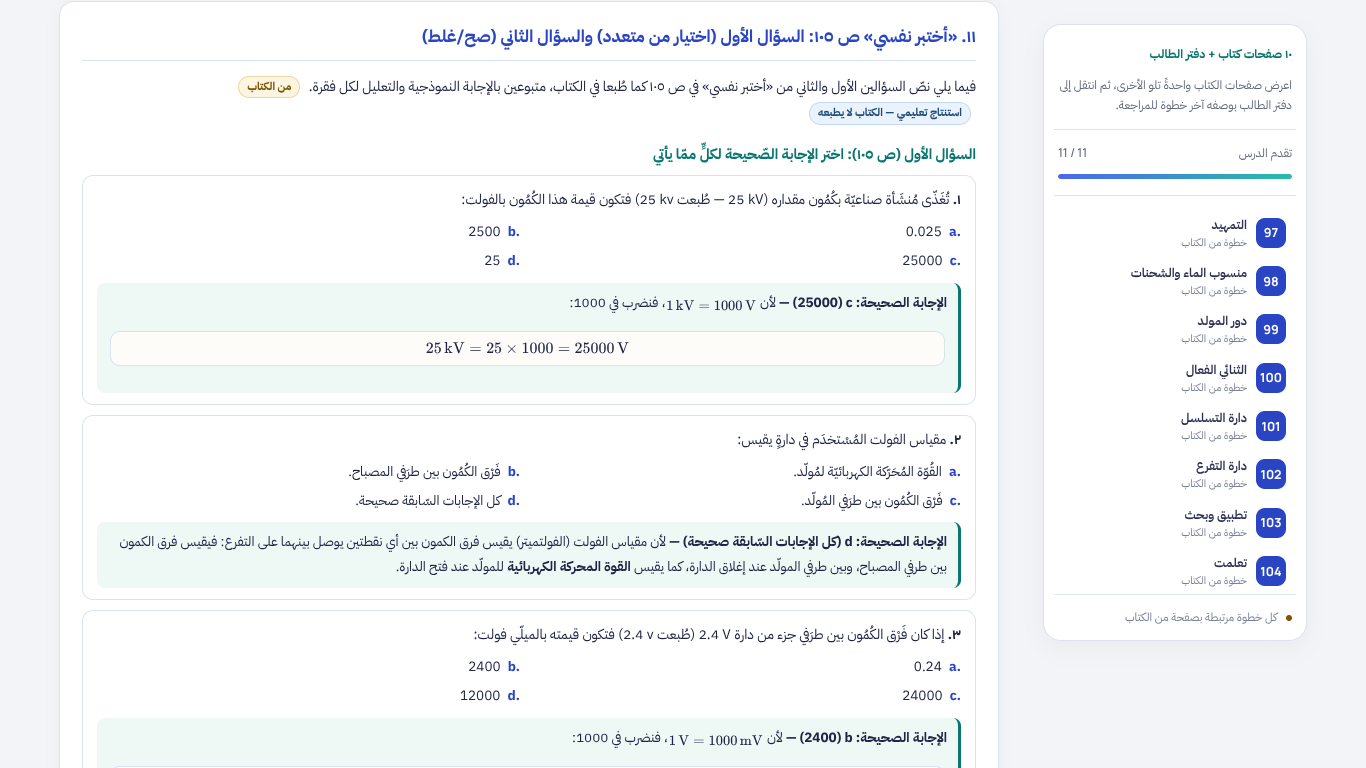 ١٠ صفحات كتاب + دفتر الطالب
اعرض صفحات الكتاب واحدةً تلو الأخرى، ثم انتقل إلى
دفتر الطالب بوصفه آخر خطوة للمراجعة.
تقدم الدرس 11 / 11
97 التمهيد
خطوة من الكتاب
98 منسوب الماء والشحنات
خطوة من الكتاب
99 دور المولد
خطوة من الكتاب
100 الثنائي الفعال
خطوة من الكتاب
101 دارة التسلسل
خطوة من الكتاب
102 دارة التفرع
خطوة من الكتاب
103 تطبيق وبحث
خطوة من الكتاب
104 تعلمت
خطوة من الكتاب
كل خطوة مرتبطة بصفحة من الكتاب
١١. «أختبر نفسي» ص ١٠٥: السؤال الأول (اختيار من متعدد) والسؤال الثاني (صح/غلط)
فيما يلي نصّ السؤالين الأول والثاني من «أختبر نفسي» في ص ١٠٥ كما طُبعا في الكتاب، متبوعين بالإجابة النموذجية والتعليل لكل فقرة. من الكتاب
استنتاج تعليمي — الكتاب لا يطبعه
السؤال الأول (ص ١٠٥): اختر الإجابة الصّحيحة لكلٍّ ممّا يأتي
١. تُغَذّى مُنشَأة صناعيّة بكُمُون مقداره (25 kV — طُبعت 25 kv) فتكون قيمة هذا الكُمُون بالفولت:
a. 0.025 b. 2500
c. 25000 d. 25
الإجابة الصحيحة: c (25000) — لأن 1 kV = 1000 V، فنضرب في 1000:
25 kV = 25 × 1000 = 25000 V
٢. مقياس الفولت المُستخدَم في دارةٍ يقيس:
a. القُوّة المُحَرّكة الكهربائيّة لمُولّد. b. فَرْق الكُمُون بين طرَفي المصباح.
c. فَرْق الكُمُون بين طرَفي المُولّد. d. كل الإجابات السّابقة صحيحة.
الإجابة الصحيحة: d (كل الإجابات السّابقة صحيحة) — لأن مقياس الفولت (الفولتميتر) يقيس فرق الكمون بين أي نقطتين يوصل بينهما على التفرع: فيقيس فرق الكمون
بين طرفي المصباح، وبين طرفي المولّد عند إغلاق الدارة، كما يقيس القوة المحركة الكهربائية للمولّد عند فتح الدارة.
٣. إذا كان فَرْق الكُمُون بين طرَفي جزء من دارة 2.4 V (طُبعت 2.4 v) فتكون قيمته بالميلّي فولت:
a. 0.24 b. 2400
c. 24000 d. 12000
الإجابة الصحيحة: b (2400) — لأن 1 V = 1000 mV، فنضرب في 1000: